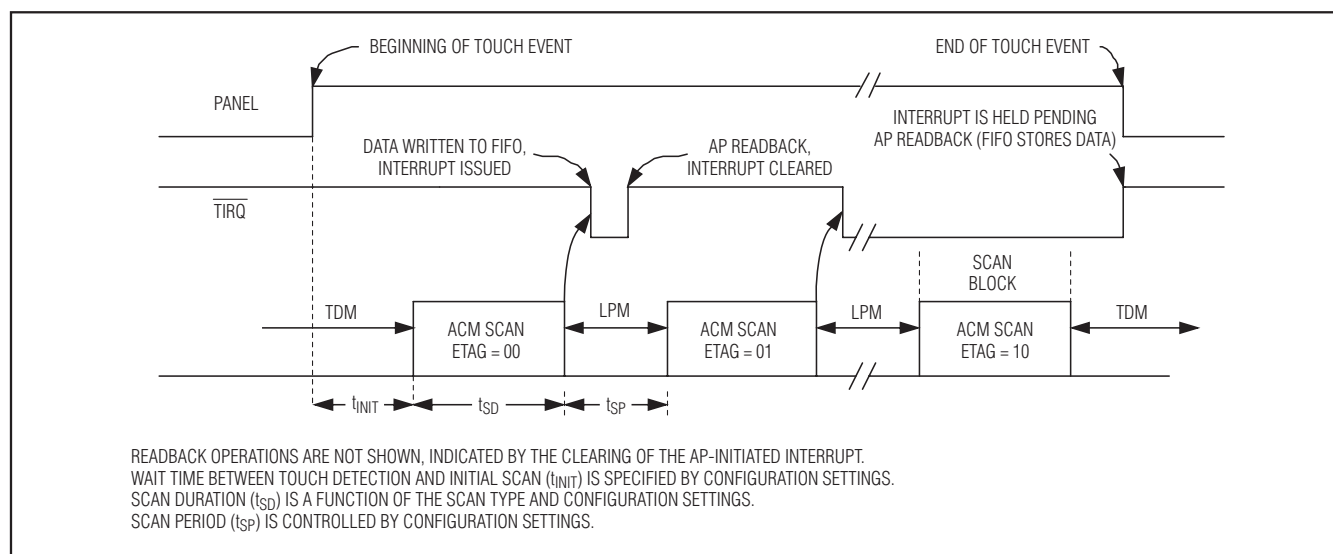 BEGINNING OF TOUCH EVENT
END OF TOUCH EVENT
PANEL
INTERRUPT IS HELD PENDING
AP READBACK (FIFO STORES DATA)
DATA WRITTEN TO FIFO,
INTERRUPT ISSUED
AP READBACK,
INTERRUPT CLEARED
TIRQ
SCAN
BLOCK
TDM
ACM SCAN
ETAG = 00
LPM
ACM SCAN
ETAG = 01
LPM
ACM SCAN
ETAG = 10
TDM
tINIT
tSD
tSP
READBACK OPERATIONS ARE NOT SHOWN, INDICATED BY THE CLEARING OF THE AP-INITIATED INTERRUPT.
WAIT TIME BETWEEN TOUCH DETECTION AND INITIAL SCAN (tINIT) IS SPECIFIED BY CONFIGURATION SETTINGS.
SCAN DURATION (tSD) IS A FUNCTION OF THE SCAN TYPE AND CONFIGURATION SETTINGS.
SCAN PERIOD (tSP) IS CONTROLLED BY CONFIGURATION SETTINGS.